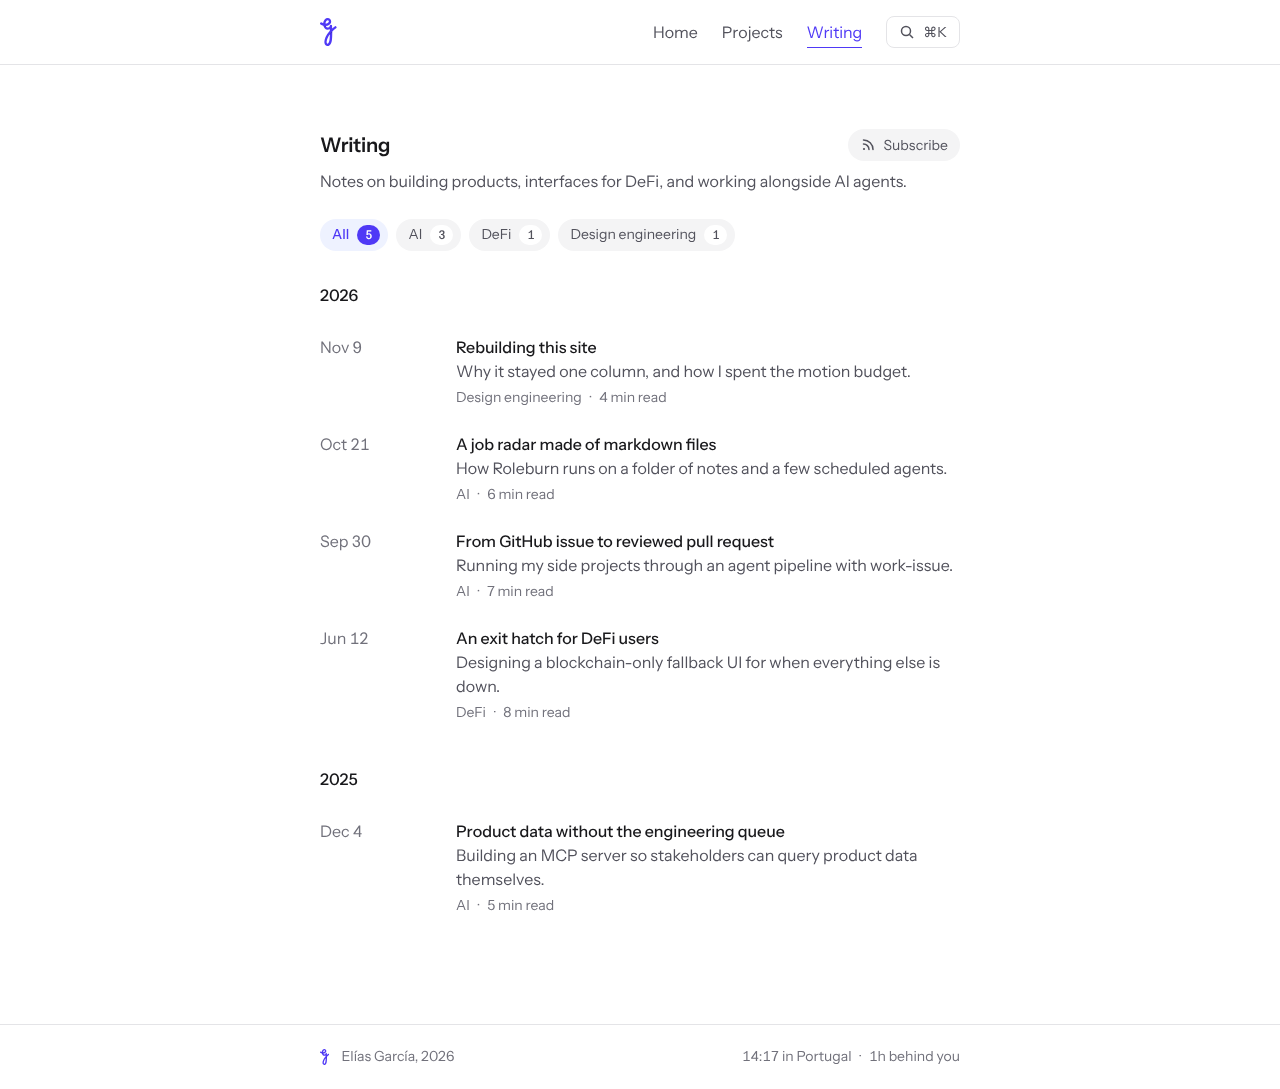 Home Projects Writing ⌘K
Writing
Subscribe
Notes on building products, interfaces for DeFi, and working alongside AI agents.
All 5 AI 3 DeFi 1 Design engineering 1
2026
Nov 9
Rebuilding this site
Why it stayed one column, and how I spent the motion budget.
Design engineering · 4 min read
Oct 21
A job radar made of markdown files
How Roleburn runs on a folder of notes and a few scheduled agents.
AI · 6 min read
Sep 30
From GitHub issue to reviewed pull request
Running my side projects through an agent pipeline with work-issue.
AI · 7 min read
Jun 12
An exit hatch for DeFi users
Designing a blockchain-only fallback UI for when everything else is
down.
DeFi · 8 min read
2025
Dec 4
Product data without the engineering queue
Building an MCP server so stakeholders can query product data
themselves.
AI · 5 min read
Elías García, 2026
14:17 in Portugal · 1h behind you